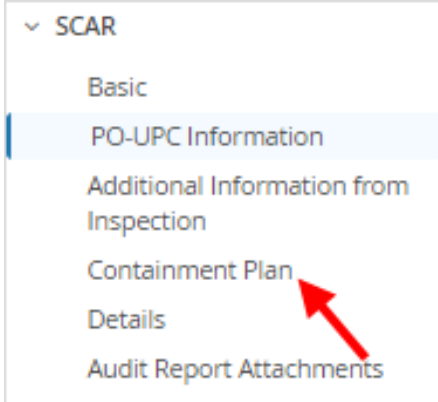 SCAR
Basic
PO-UPC Information
Additional Information from
Inspection
Containment Plan
Details
Audit Report Attachments